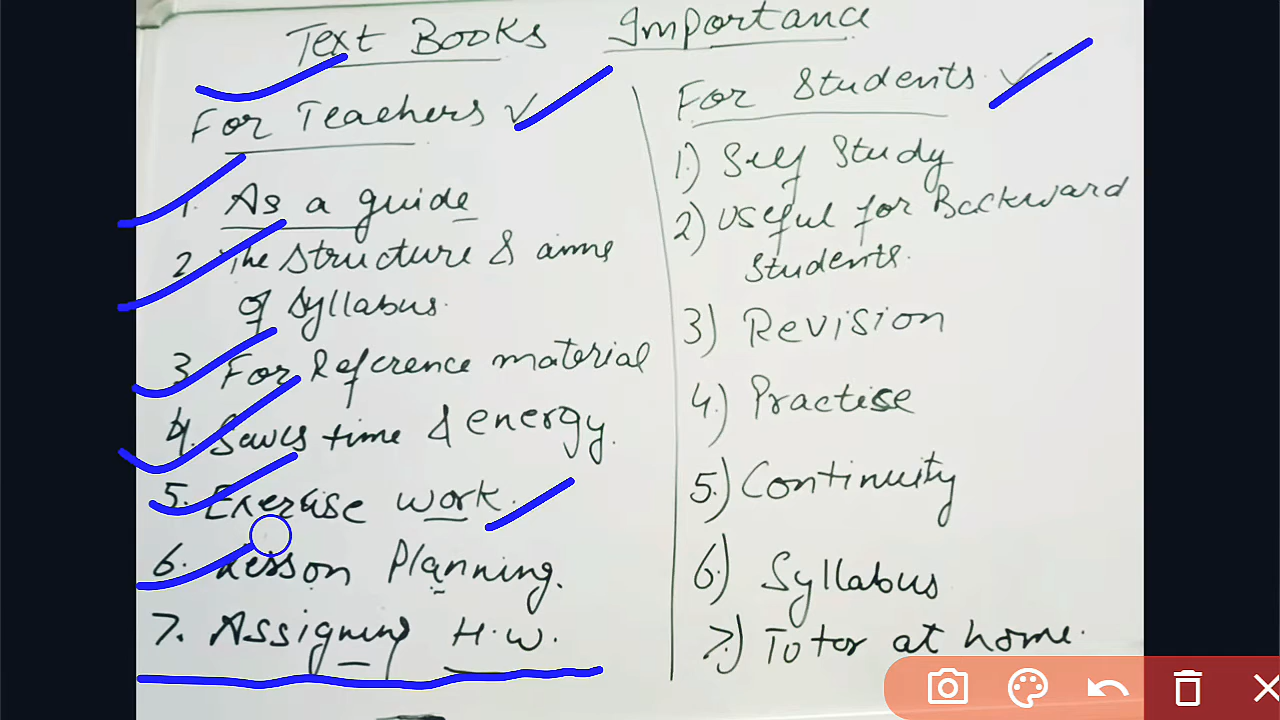 Text Books Importance
For Teachers ✓
1. As a guide
2. The structure & aims
of Syllabus.
3. For Reference material
4. Saves time & energy.
5. Exercise work.
6. Lesson Planning.
7. Assigning H.W.
For Students ✓
1) Self Study
2) Useful for Backward
Students.
3) Revision
4) Practise
5) Continuity
6) Syllabus
7) Tutor at home.